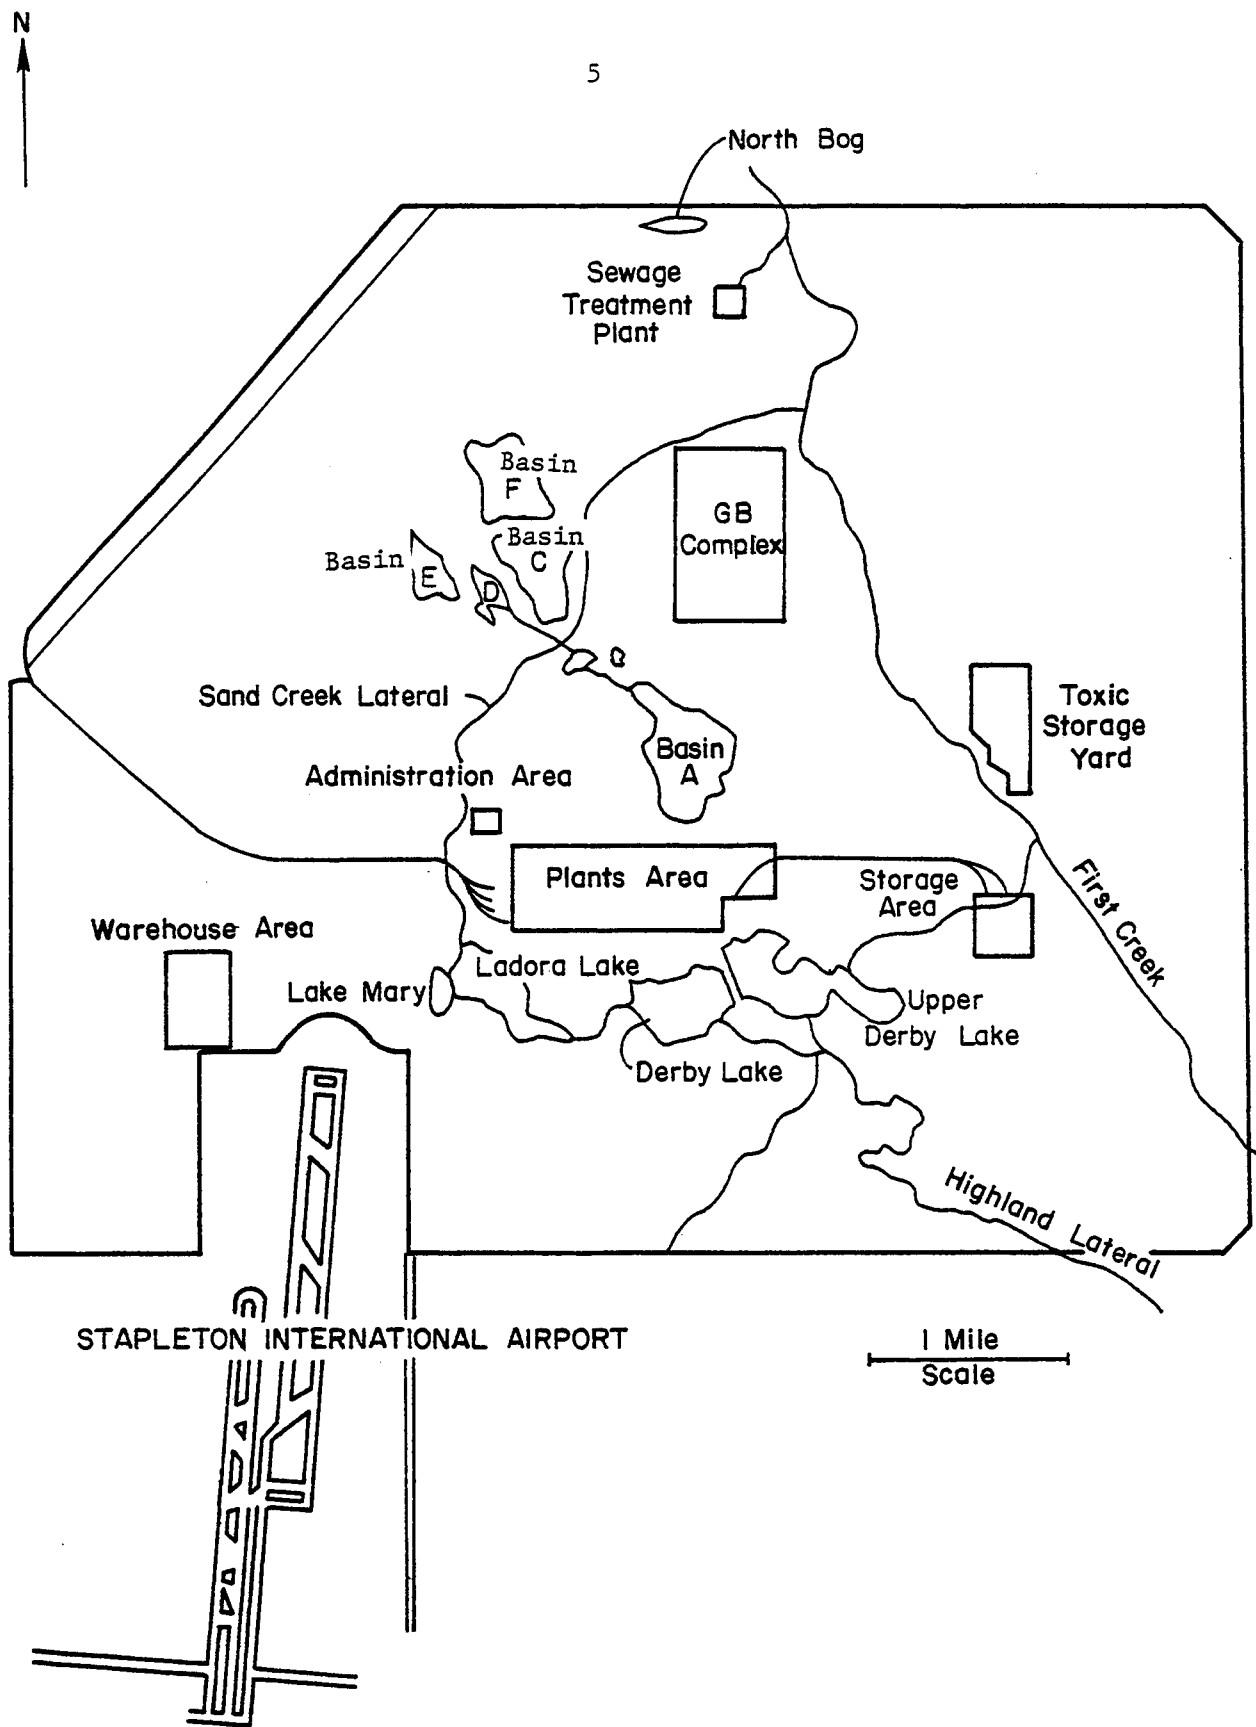 N
5
North Bog
Sewage
Treatment
Plant
Basin
F
GB
Complex
Basin
C
Basin
E
D
Sand Creek Lateral
Toxic
Storage
Yard
Basin
A
Administration Area
Plants Area
Storage
Area
First Creek
Warehouse Area
Ladora Lake
Lake Mary
Upper
Derby Lake
Derby Lake
Highland Lateral
STAPLETON INTERNATIONAL AIRPORT
1 Mile
Scale